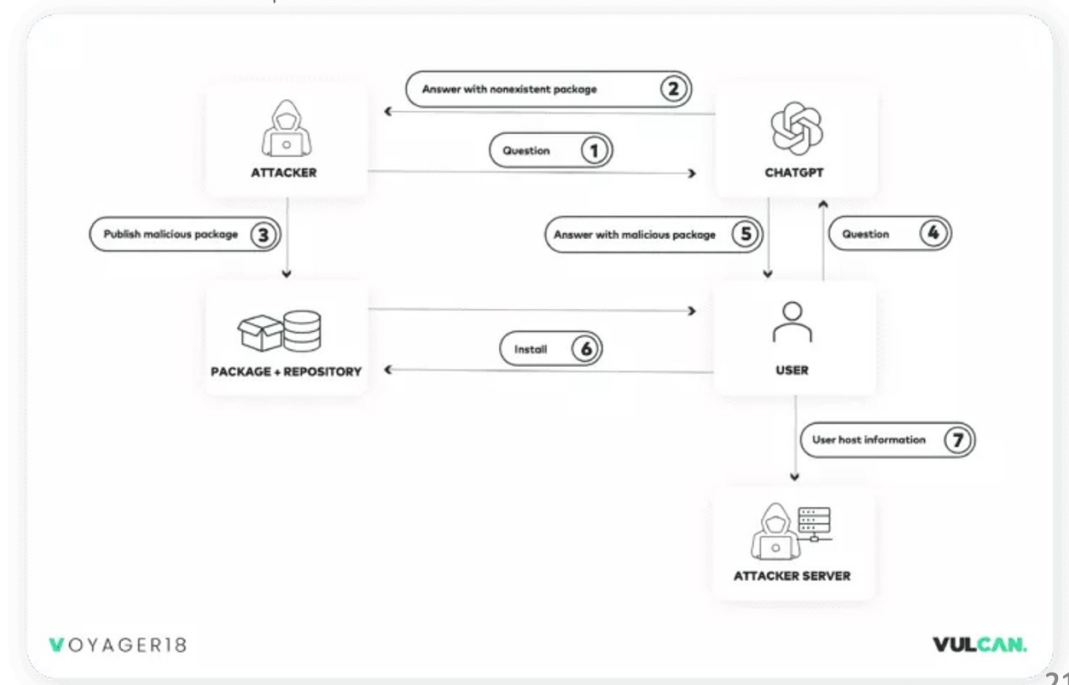 Answer with nonexistent package 2
Question 1
ATTACKER
CHATGPT
Publish malicious package 3
Answer with malicious package 5
Question 4
Install 6
PACKAGE + REPOSITORY
USER
User host information 7
ATTACKER SERVER
VOYAGER18
VULCAN.
21